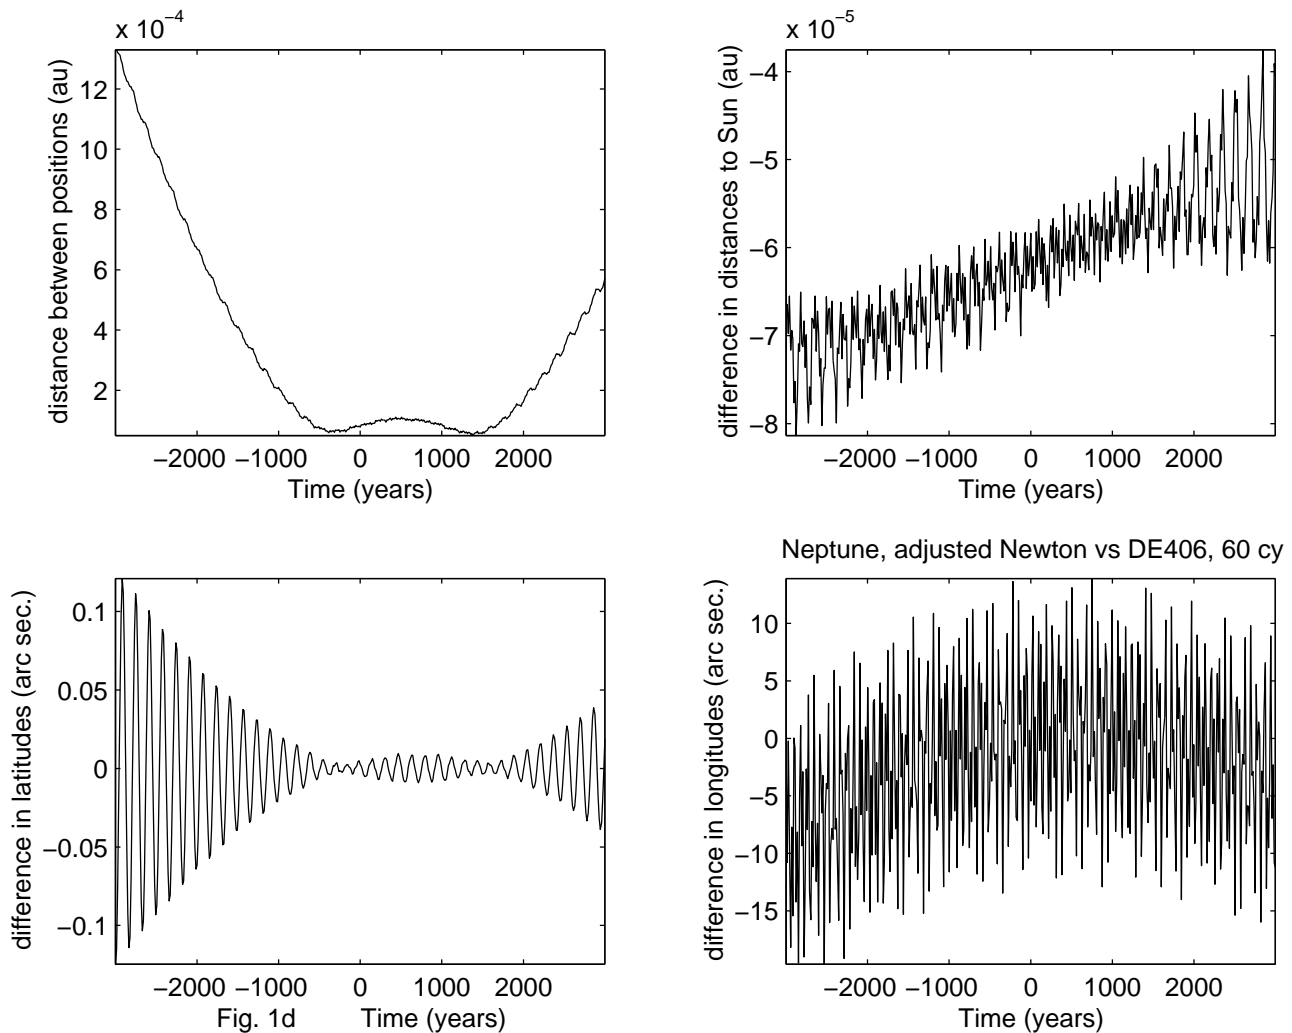 x 10−4
12
10
8
6
4
2
distance between positions (au)
−2000 −1000 0 1000 2000
Time (years)
x 10−5
−4
−5
−6
−7
−8
difference in distances to Sun (au)
−2000 −1000 0 1000 2000
Time (years)
0.1
0.05
0
−0.05
−0.1
difference in latitudes (arc sec.)
−2000 −1000 0 1000 2000
Fig. 1d Time (years)
Neptune, adjusted Newton vs DE406, 60 cy
10
5
0
−5
−10
−15
difference in longitudes (arc sec.)
−2000 −1000 0 1000 2000
Time (years)